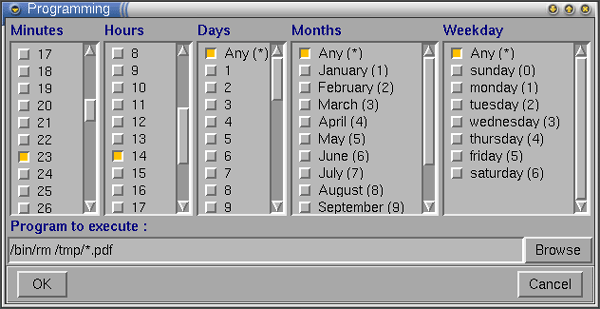 Programming
Minutes Hours Days Months Weekday
17 8 Any (*) Any (*) Any (*)
18 9 1 January (1) sunday (0)
19 10 2 February (2) monday (1)
20 11 3 March (3) tuesday (2)
21 12 4 April (4) wednesday (3)
22 13 5 May (5) thursday (4)
23 14 6 June (6) friday (5)
24 15 7 July (7) saturday (6)
25 16 8 August (8)
26 17 9 September (9)
Program to execute :
/bin/rm /tmp/*.pdf Browse
OK Cancel